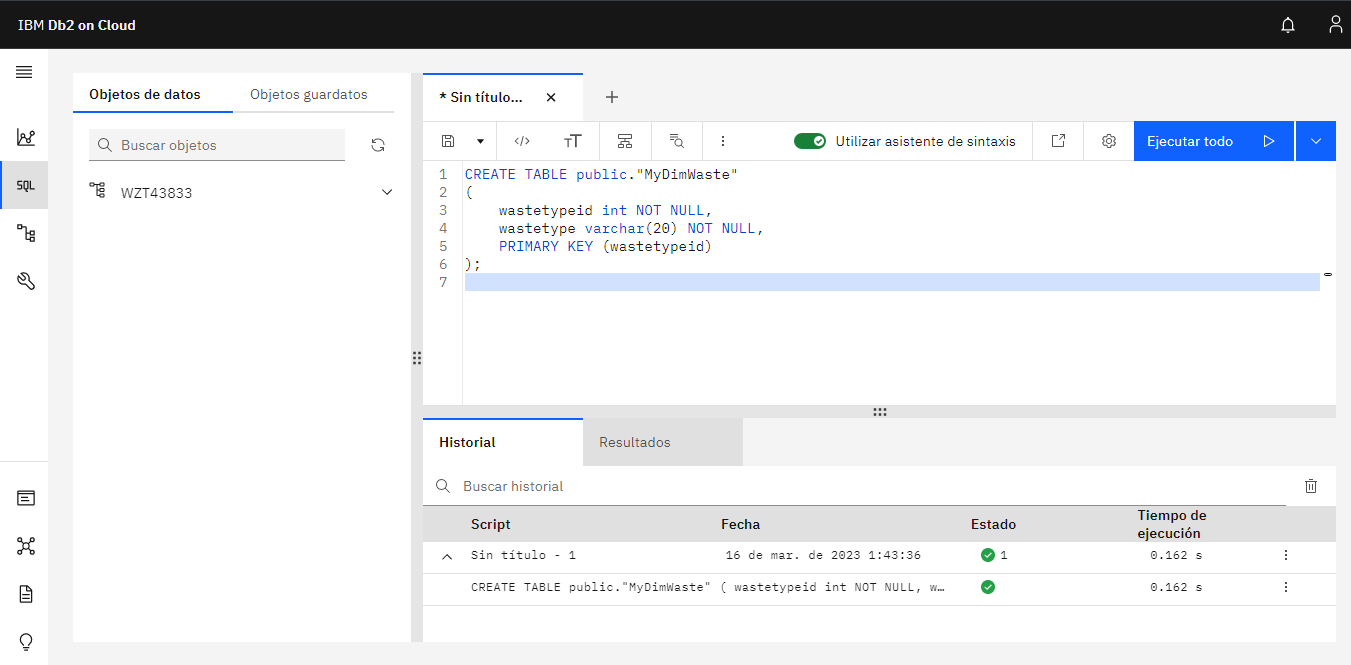 IBM Db2 on Cloud
Objetos de datos
Objetos guardatos
Buscar objetos
WZT43833
SQL
* Sin título...
Utilizar asistente de sintaxis
Ejecutar todo
1 CREATE TABLE public."MyDimWaste"
2 (
3 wastetypeid int NOT NULL,
4 wastetype varchar(20) NOT NULL,
5 PRIMARY KEY (wastetypeid)
6 );
7
Historial
Resultados
Buscar historial
Script Fecha Estado Tiempo de
ejecución
Sin título - 1 16 de mar. de 2023 1:43:36 1 0.162 s
CREATE TABLE public."MyDimWaste" ( wastetypeid int NOT NULL, w… 0.162 s